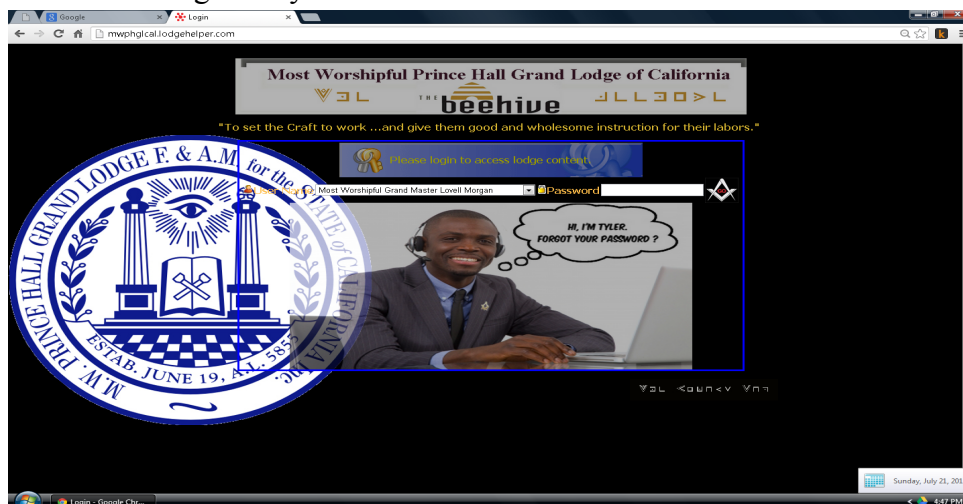 Google
Login
mwphglcal.lodgehelper.com
Most Worshipful Prince Hall Grand Lodge of California
THE beehive
"To set the Craft to work ...and give them good and wholesome instruction for their labors."
Please login to access lodge content.
Most Worshipful Grand Master Lovell Morgan
Password
HI, I'M TYLER.
FORGOT YOUR PASSWORD ?
M.W. PRINCE HALL GRAND LODGE F. & A.M. for the STATE of CALIFORNIA Inc.
ESTAB. JUNE 19, A.L. 5855
Sunday, July 21, 201
Login - Google Chr...
4:47 PM